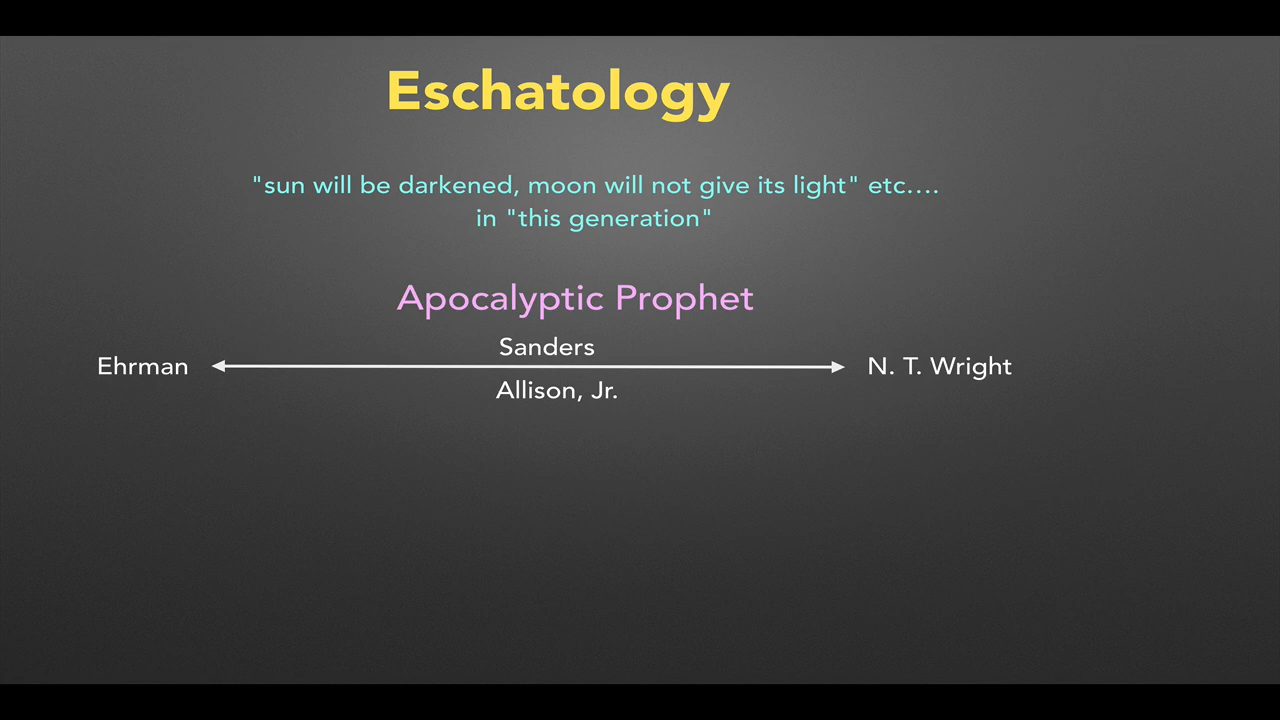 Eschatology
"sun will be darkened, moon will not give its light" etc....
in "this generation"
Apocalyptic Prophet
Sanders
Ehrman
N. T. Wright
Allison, Jr.